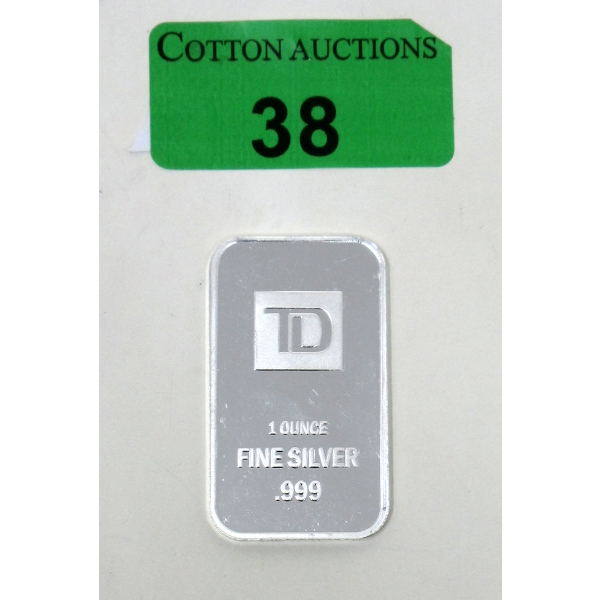 COTTON AUCTIONS
38
TD
1 OUNCE
FINE SILVER
.999